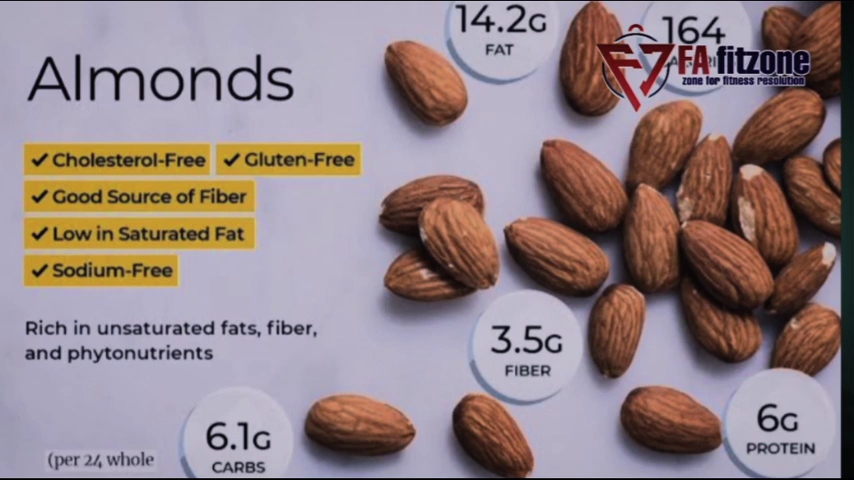 14.2G
FAT
164
Almonds
FAfitzone
zone for fitness resolution
✓ Cholesterol-Free ✓ Gluten-Free
✓ Good Source of Fiber
✓ Low in Saturated Fat
✓ Sodium-Free
Rich in unsaturated fats, fiber,
and phytonutrients
3.5G
FIBER
6.1G
CARBS
6G
PROTEIN
(per 24 whole